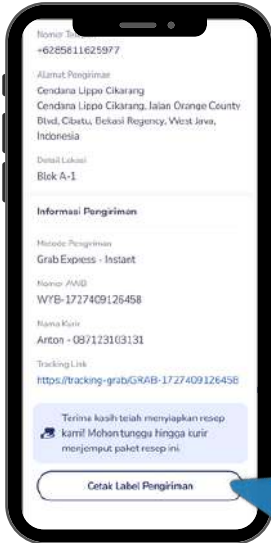 Nomor Tele
+6285811625977
Alamat Pengiriman
Cendana Lippo Cikarang
Cendana Lippo Cikarang, Jalan Orange County
Blvd, Cibatu, Bekasi Regency, West Java,
Indonesia
Detail Lokasi
Blok A-1
Informasi Pengiriman
Metode Pengiriman
Grab Express - Instant
Nomor AWB
WYB-1727409126458
Nama Kurir
Anton - 087123103131
Tracking Link
https://tracking-grab/GRAB-1727409126458
Terima kasih telah menyiapkan resep
kami! Mohon tunggu hingga kurir
menjemput paket resep ini
Cetak Label Pengiriman